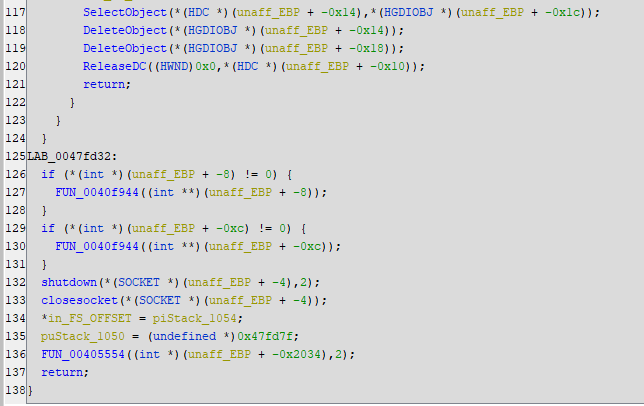 117 SelectObject(*(HDC *)(unaff_EBP + -0x14),*(HGDIOBJ *)(unaff_EBP + -0x1c));
118 DeleteObject(*(HGDIOBJ *)(unaff_EBP + -0x14));
119 DeleteObject(*(HGDIOBJ *)(unaff_EBP + -0x18));
120 ReleaseDC((HWND)0x0,*(HDC *)(unaff_EBP + -0x10));
121 return;
122 }
123 }
124 }
125 LAB_0047fd32:
126 if (*(int *)(unaff_EBP + -8) != 0) {
127 FUN_0040f944((int **)(unaff_EBP + -8));
128 }
129 if (*(int *)(unaff_EBP + -0xc) != 0) {
130 FUN_0040f944((int **)(unaff_EBP + -0xc));
131 }
132 shutdown(*(SOCKET *)(unaff_EBP + -4),2);
133 closesocket(*(SOCKET *)(unaff_EBP + -4));
134 *in_FS_OFFSET = piStack_1054;
135 puStack_1050 = (undefined *)0x47fd7f;
136 FUN_00405554((int *)(unaff_EBP + -0x2034),2);
137 return;
138 }